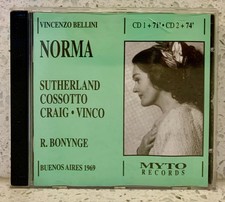 VINCENZO BELLINI
CD 1 • 71' • CD 2 • 74'
NORMA
SUTHERLAND
COSSOTTO
CRAIG • VINCO
R. BONYNGE
BUENOS AIRES 1969
MYTO
RECORDS